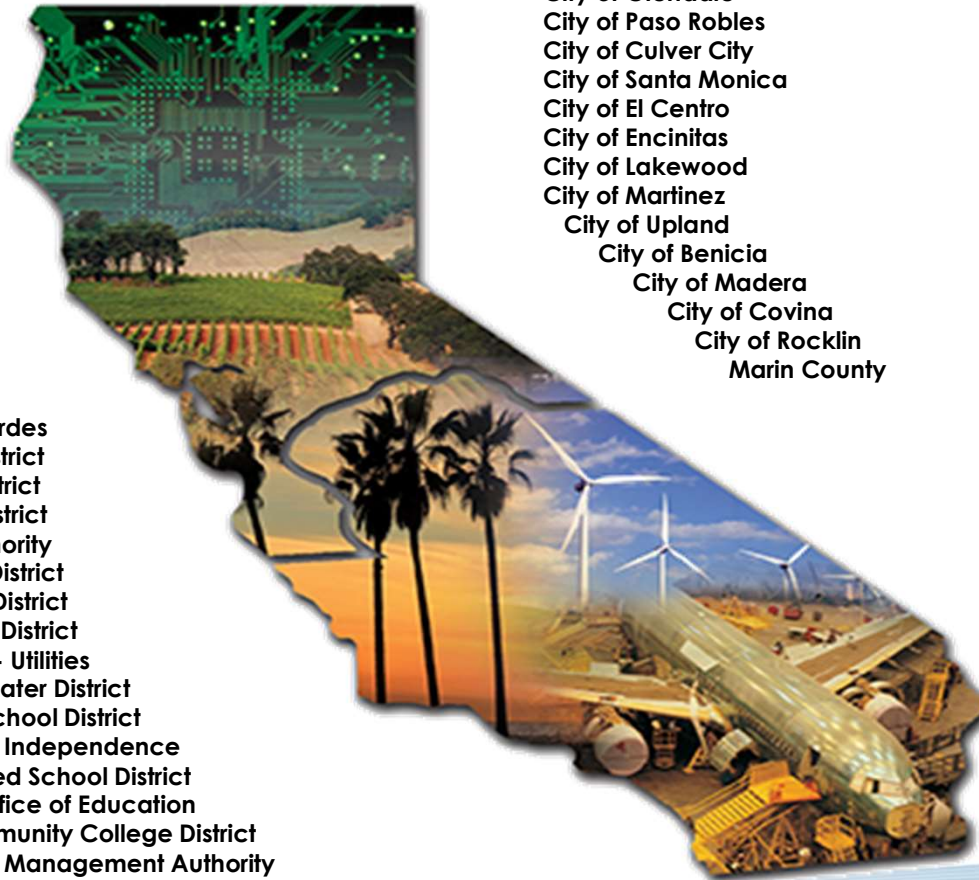 City of Paso Robles
City of Culver City
City of Santa Monica
City of El Centro
City of Encinitas
City of Lakewood
City of Martinez
City of Upland
City of Benicia
City of Madera
City of Covina
City of Rocklin
Marin County
rdes
strict
trict
strict
ority
District
District
District
- Utilities
ater District
chool District
Independence
ed School District
fice of Education
munity College District
Management Authority